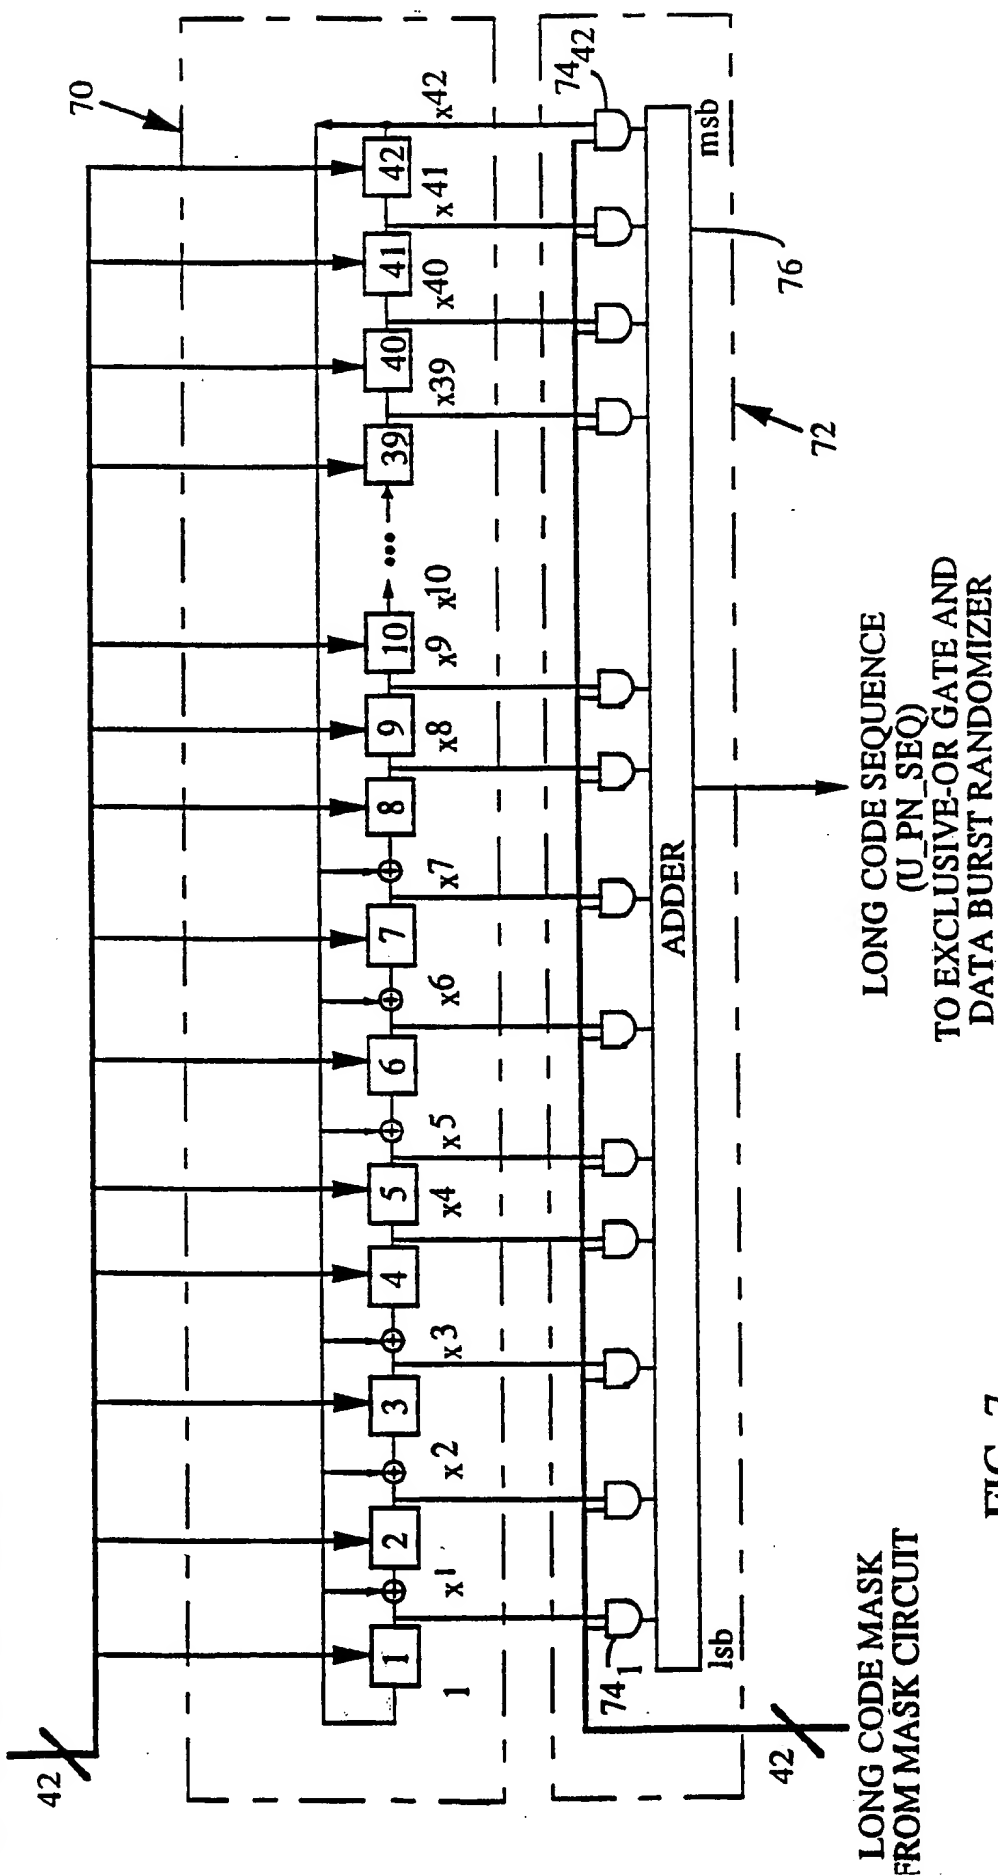 42
70
1 2 3 4 5 6 7 8 9 10 ••• 39 40 41 42
1 x1 x2 x3 x4 x5 x6 x7 x8 x9 x10 x39 x40 x41 x42
74 1
74 42
ADDER
lsb
msb
76
72
42
LONG CODE MASK
FROM MASK CIRCUIT
LONG CODE SEQUENCE
(U_PN_SEQ)
TO EXCLUSIVE-OR GATE AND
DATA BURST RANDOMIZER
FIG. 7